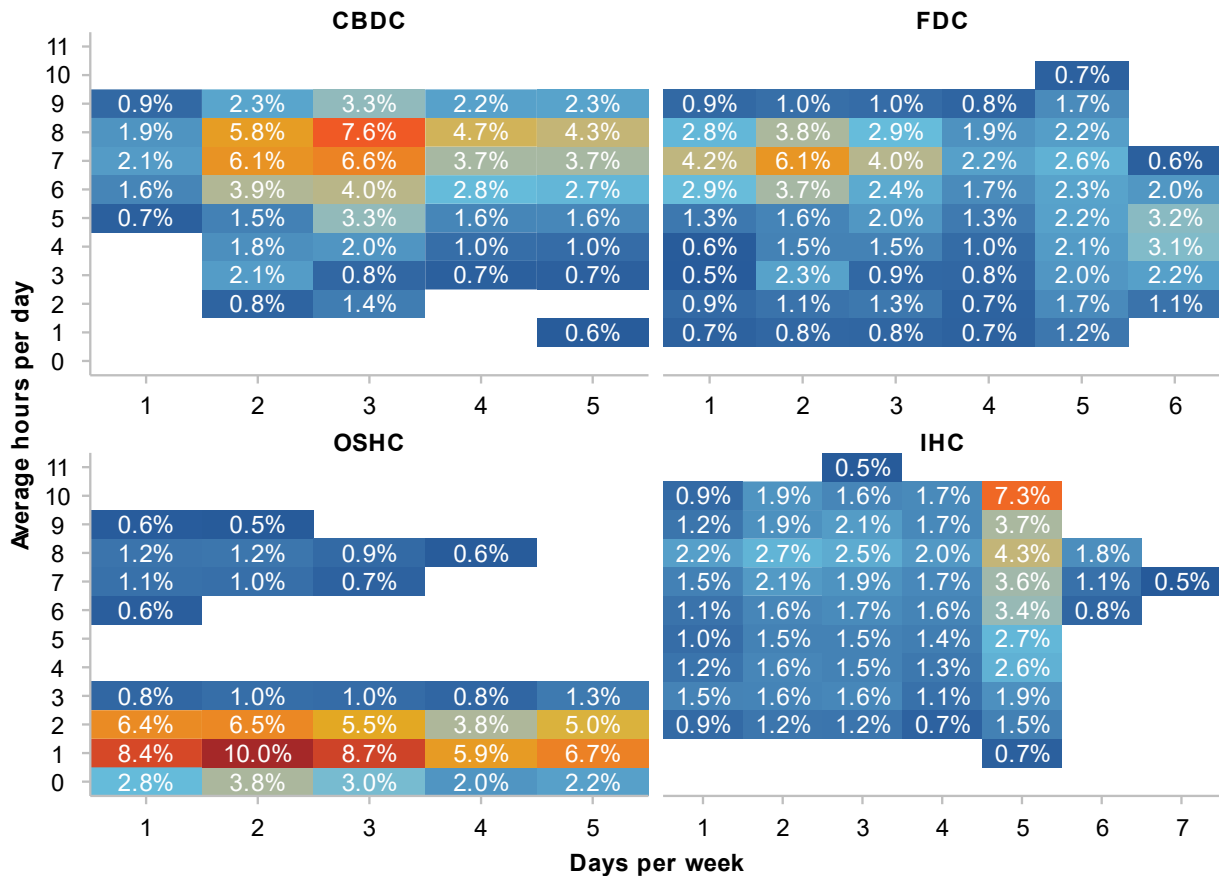 CBDC FDC
11
10 0.7%
9 0.9% 2.3% 3.3% 2.2% 2.3% 0.9% 1.0% 1.0% 0.8% 1.7%
8 1.9% 5.8% 7.6% 4.7% 4.3% 2.8% 3.8% 2.9% 1.9% 2.2%
7 2.1% 6.1% 6.6% 3.7% 3.7% 4.2% 6.1% 4.0% 2.2% 2.6% 0.6%
6 1.6% 3.9% 4.0% 2.8% 2.7% 2.9% 3.7% 2.4% 1.7% 2.3% 2.0%
5 0.7% 1.5% 3.3% 1.6% 1.6% 1.3% 1.6% 2.0% 1.3% 2.2% 3.2%
4 1.8% 2.0% 1.0% 1.0% 0.6% 1.5% 1.5% 1.0% 2.1% 3.1%
3 2.1% 0.8% 0.7% 0.7% 0.5% 2.3% 0.9% 0.8% 2.0% 2.2%
2 0.8% 1.4% 0.9% 1.1% 1.3% 0.7% 1.7% 1.1%
1 0.6% 0.7% 0.8% 0.8% 0.7% 1.2%
0
1 2 3 4 5 1 2 3 4 5 6
Average hours per day
OSHC IHC
11 0.5%
10 0.9% 1.9% 1.6% 1.7% 7.3%
9 0.6% 0.5% 1.2% 1.9% 2.1% 1.7% 3.7%
8 1.2% 1.2% 0.9% 0.6% 2.2% 2.7% 2.5% 2.0% 4.3% 1.8%
7 1.1% 1.0% 0.7% 1.5% 2.1% 1.9% 1.7% 3.6% 1.1% 0.5%
6 0.6% 1.1% 1.6% 1.7% 1.6% 3.4% 0.8%
5 1.0% 1.5% 1.5% 1.4% 2.7%
4 1.2% 1.6% 1.5% 1.3% 2.6%
3 0.8% 1.0% 1.0% 0.8% 1.3% 1.5% 1.6% 1.6% 1.1% 1.9%
2 6.4% 6.5% 5.5% 3.8% 5.0% 0.9% 1.2% 1.2% 0.7% 1.5%
1 8.4% 10.0% 8.7% 5.9% 6.7% 0.7%
0 2.8% 3.8% 3.0% 2.0% 2.2%
1 2 3 4 5 1 2 3 4 5 6 7
Days per week